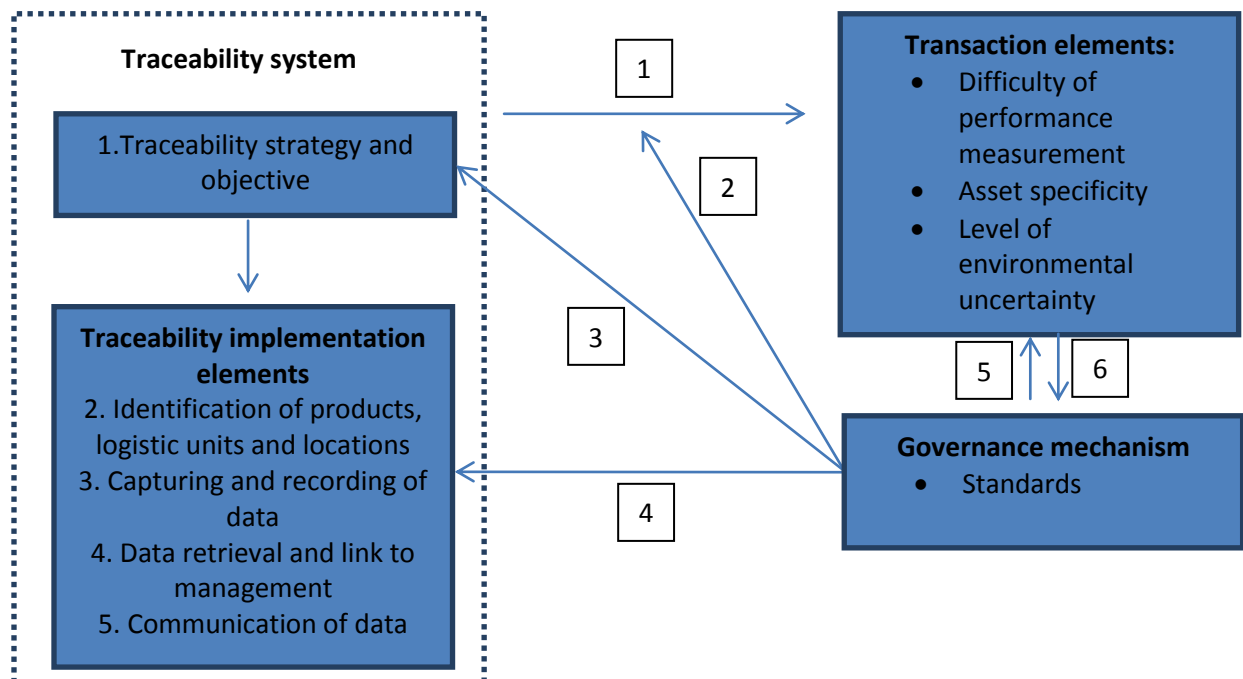 Traceability system
1.Traceability strategy and
objective
Traceability implementation
elements
2. Identification of products,
logistic units and locations
3. Capturing and recording of
data
4. Data retrieval and link to
management
5. Communication of data
1
2
3
4
Transaction elements:
• Difficulty of
performance
measurement
• Asset specificity
• Level of
environmental
uncertainty
5
6
Governance mechanism
• Standards